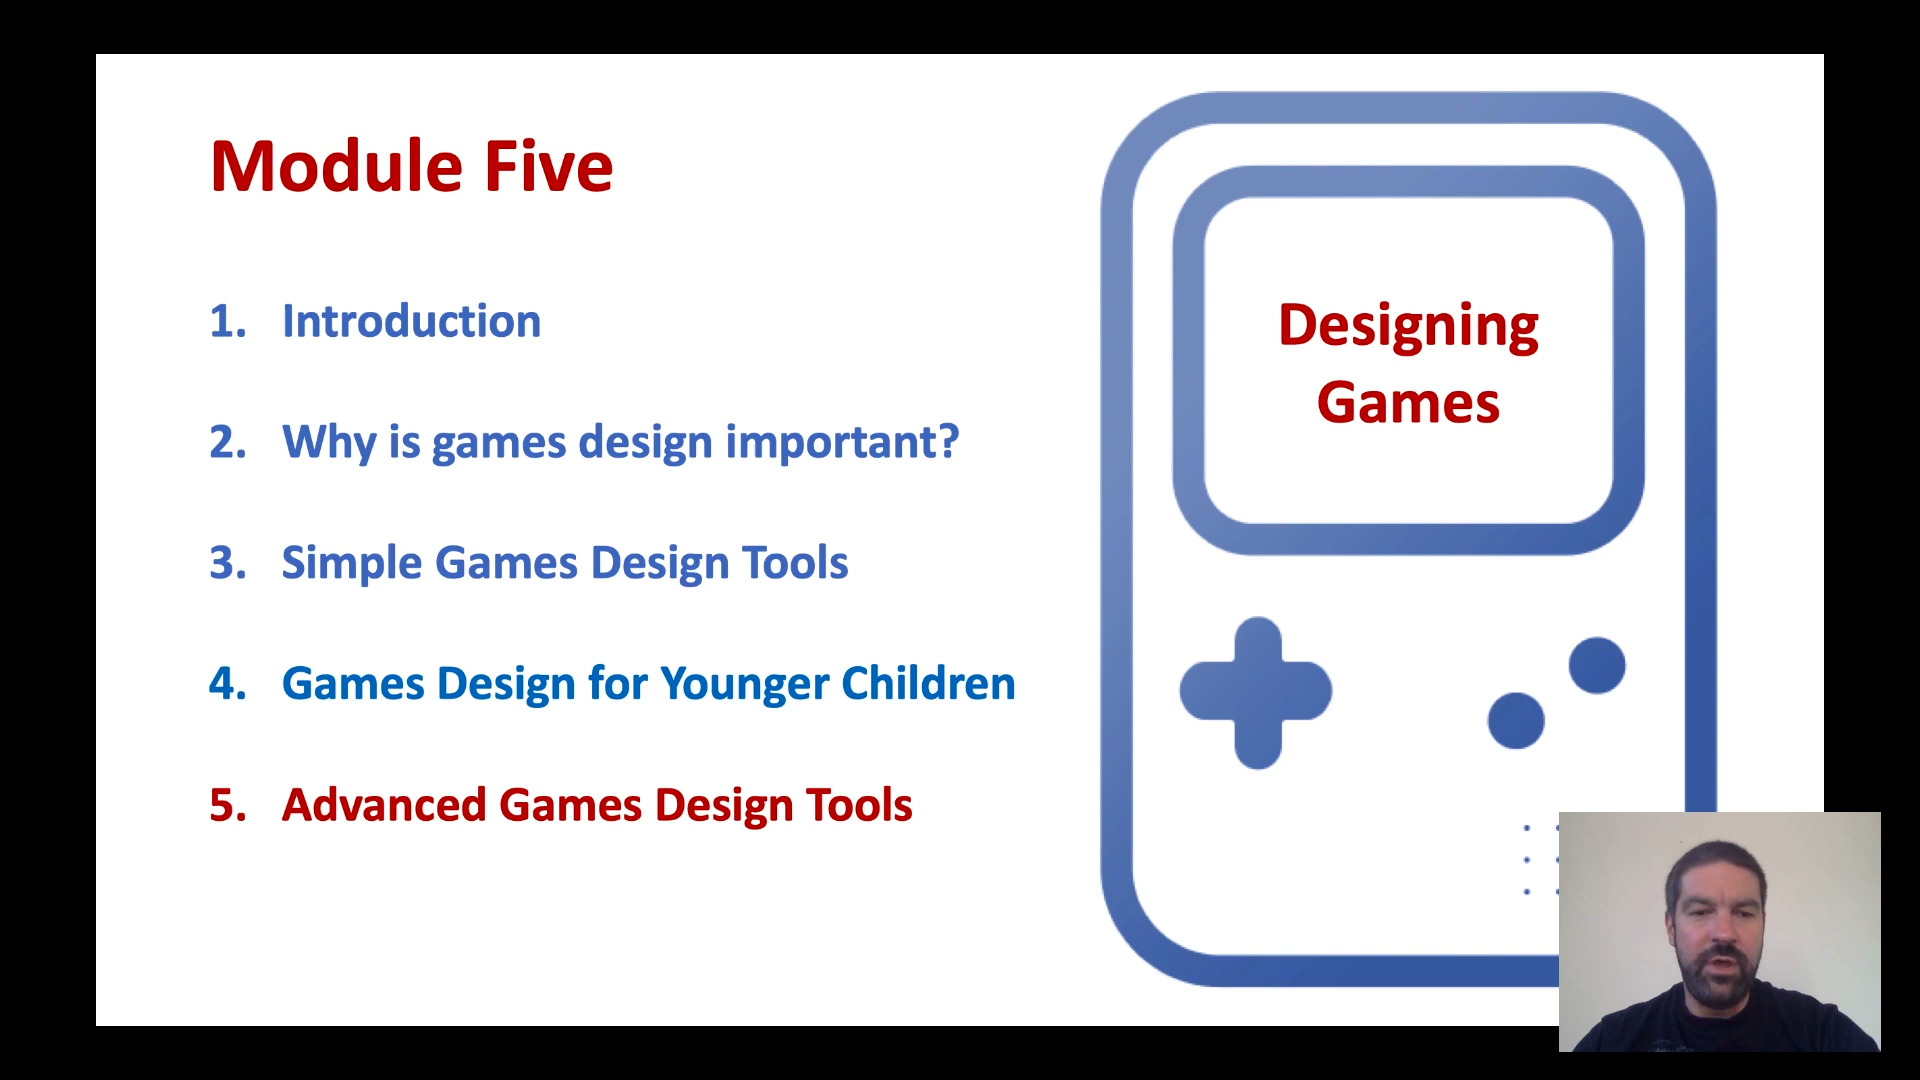 Module Five
1. Introduction
2. Why is games design important?
3. Simple Games Design Tools
4. Games Design for Younger Children
5. Advanced Games Design Tools
Designing
Games